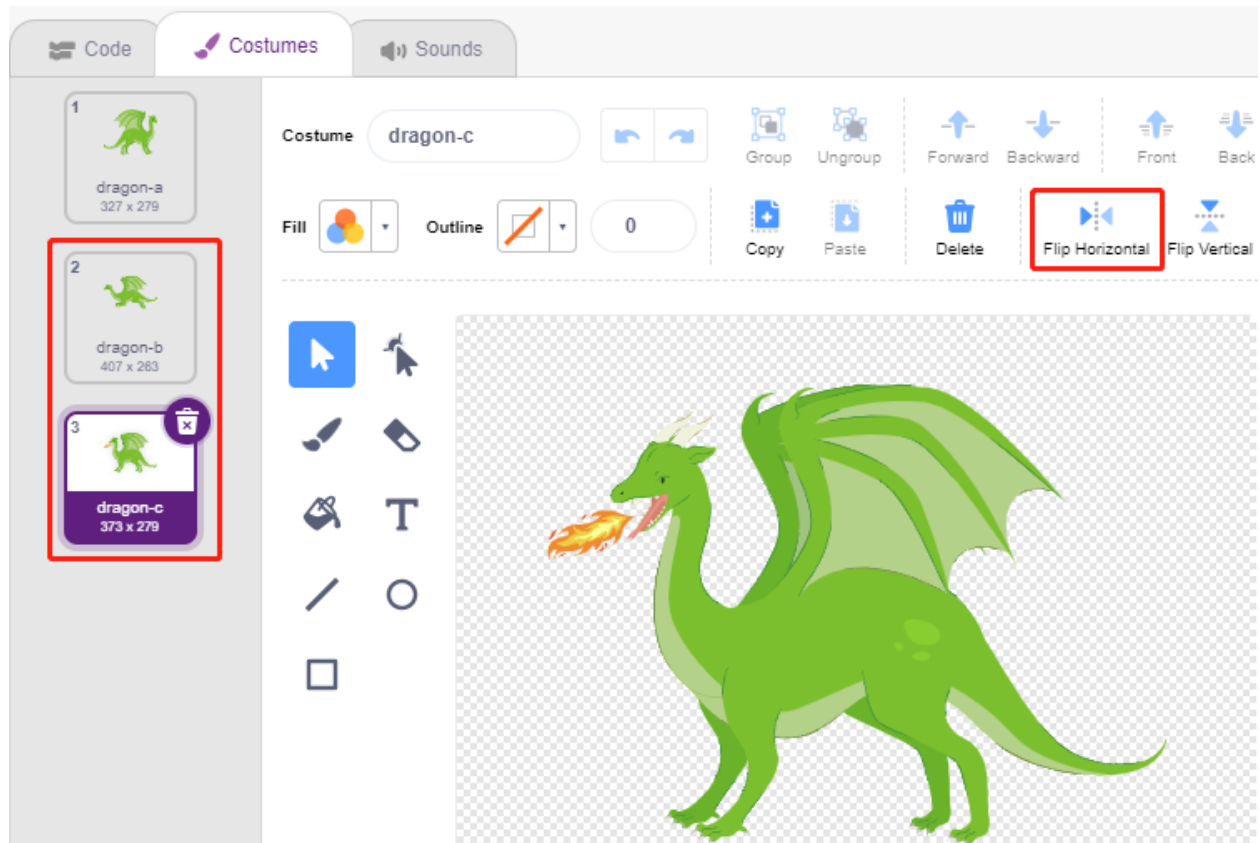 Code
Costumes
Sounds
1
dragon-a
327 x 279
2
dragon-b
407 x 263
3
dragon-c
373 x 279
Costume
dragon-c
Group
Ungroup
Forward
Backward
Front
Back
Fill
Outline
0
Copy
Paste
Delete
Flip Horizontal
Flip Vertical
T